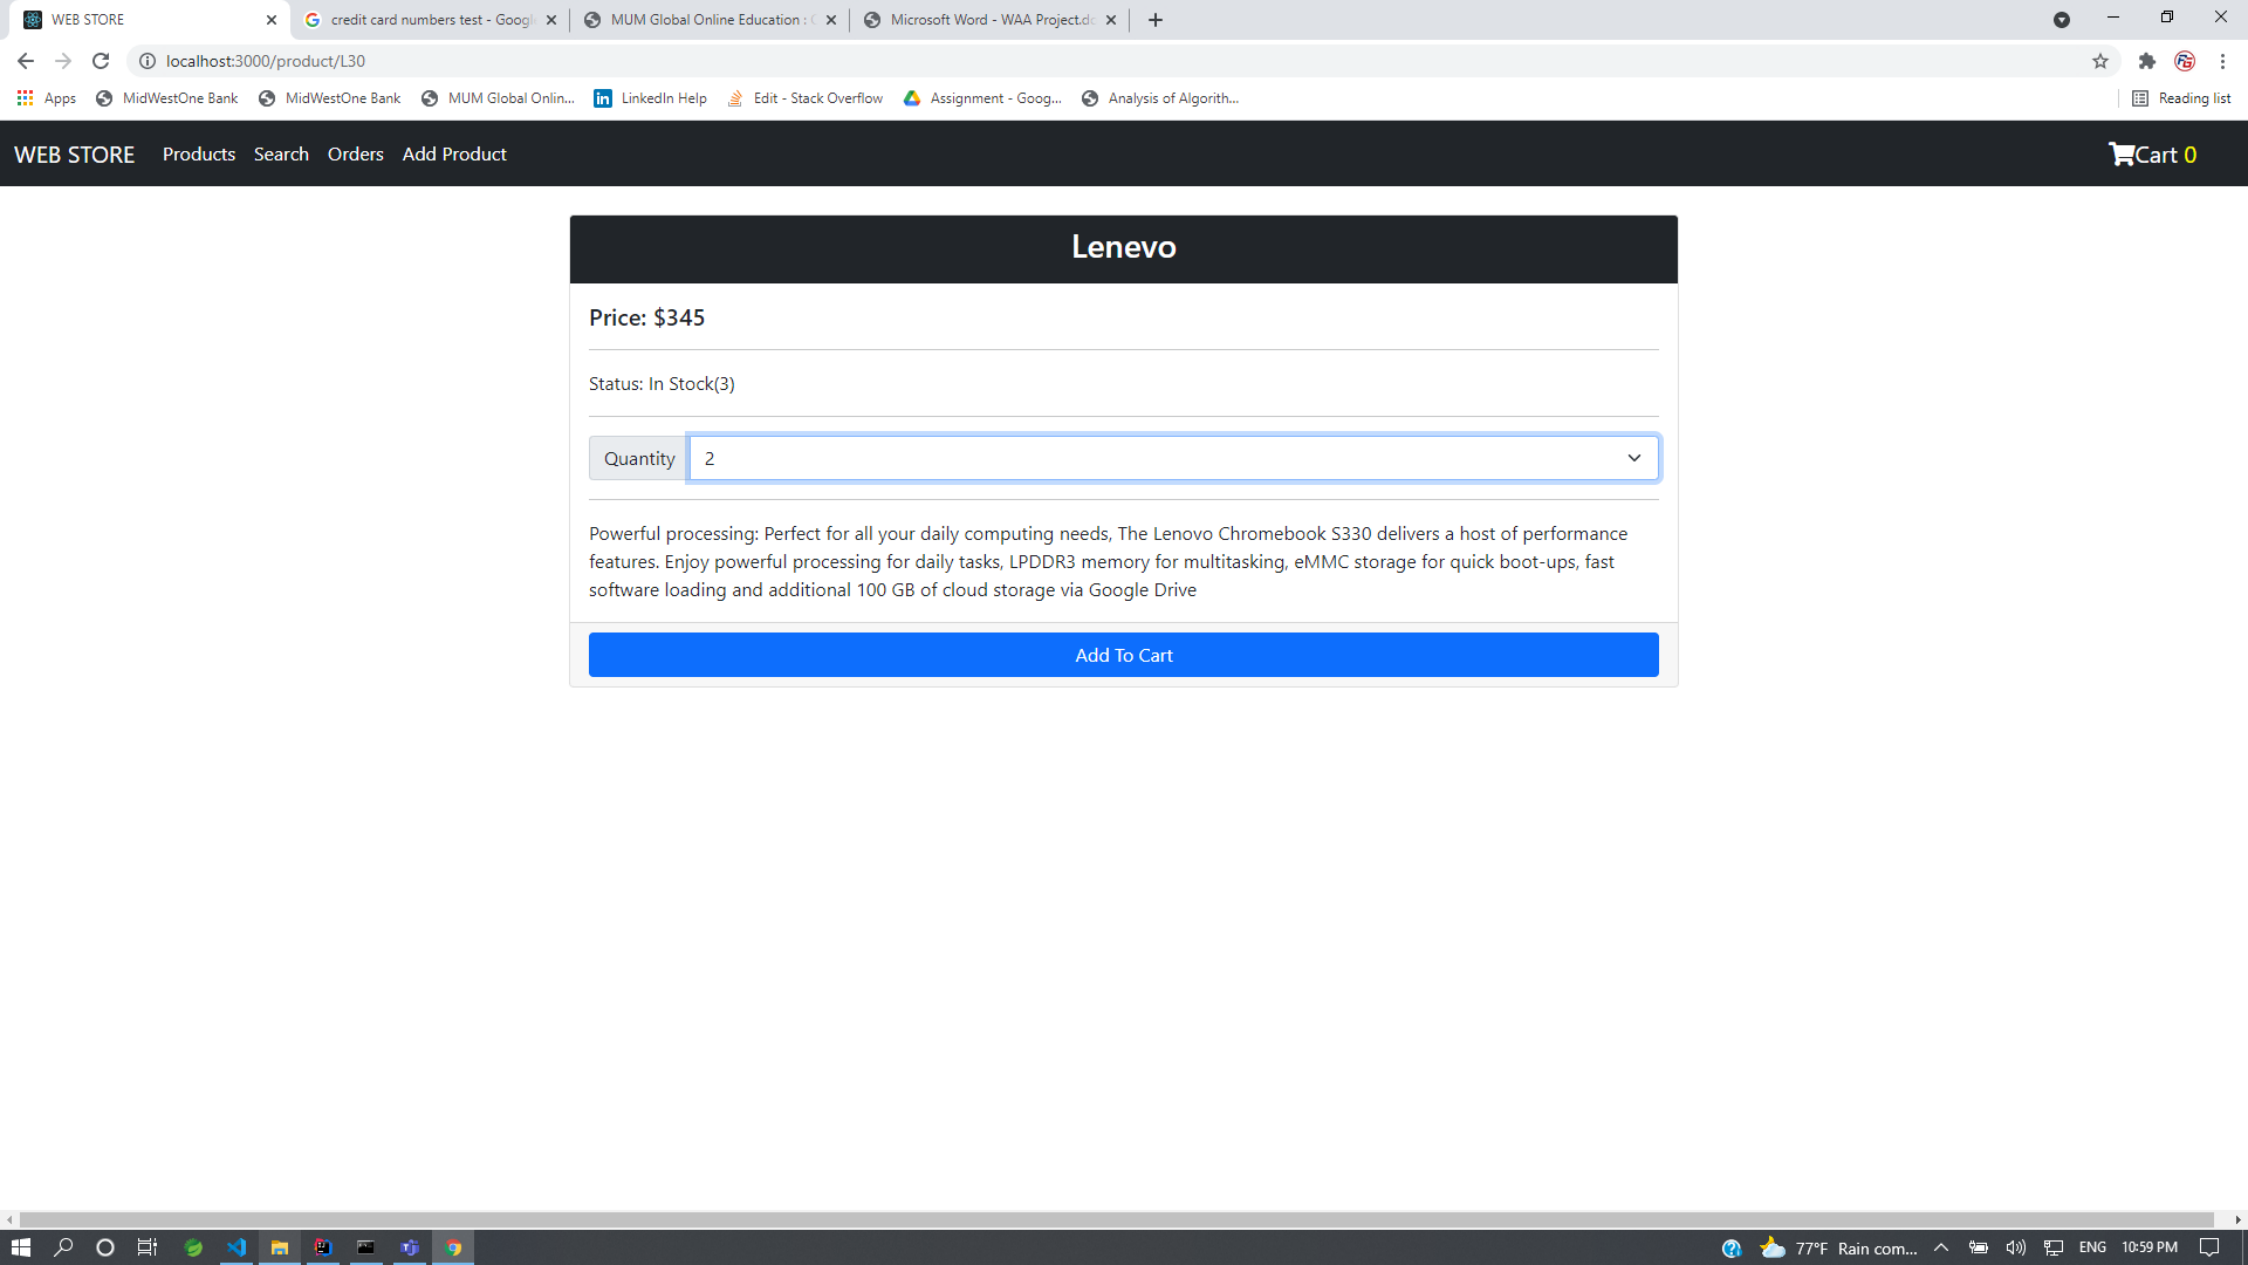 WEB STORE
credit card numbers test - Googl
MUM Global Online Education :
Microsoft Word - WAA Project.do
localhost:3000/product/L30
Apps
MidWestOne Bank
MidWestOne Bank
MUM Global Onlin...
LinkedIn Help
Edit - Stack Overflow
Assignment - Goog...
Analysis of Algorith...
Reading list
WEB STORE Products Search Orders Add Product
Cart 0
Lenevo
Price: $345
Status: In Stock(3)
Quantity 2
Powerful processing: Perfect for all your daily computing needs, The Lenovo Chromebook S330 delivers a host of performance
features. Enjoy powerful processing for daily tasks, LPDDR3 memory for multitasking, eMMC storage for quick boot-ups, fast
software loading and additional 100 GB of cloud storage via Google Drive
Add To Cart
77°F Rain com...
ENG
10:59 PM